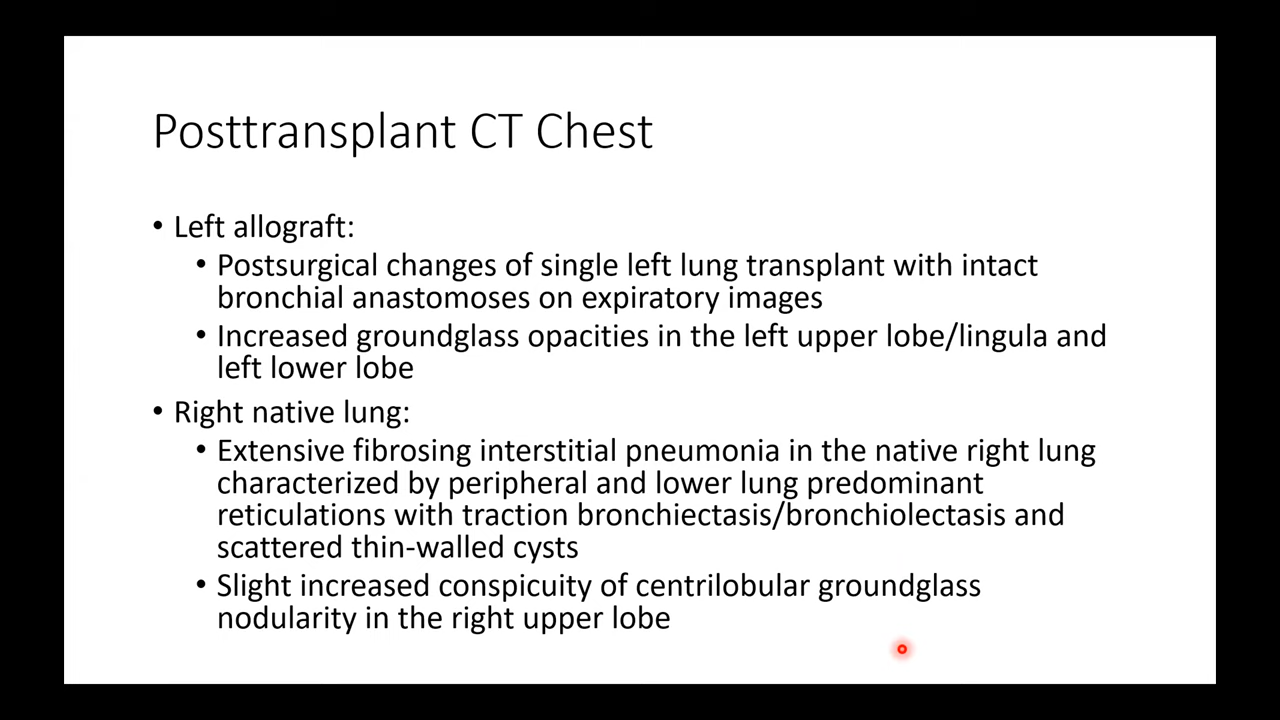 Posttransplant CT Chest
• Left allograft:
• Postsurgical changes of single left lung transplant with intact
bronchial anastomoses on expiratory images
• Increased groundglass opacities in the left upper lobe/lingula and
left lower lobe
• Right native lung:
• Extensive fibrosing interstitial pneumonia in the native right lung
characterized by peripheral and lower lung predominant
reticulations with traction bronchiectasis/bronchiolectasis and
scattered thin-walled cysts
• Slight increased conspicuity of centrilobular groundglass
nodularity in the right upper lobe